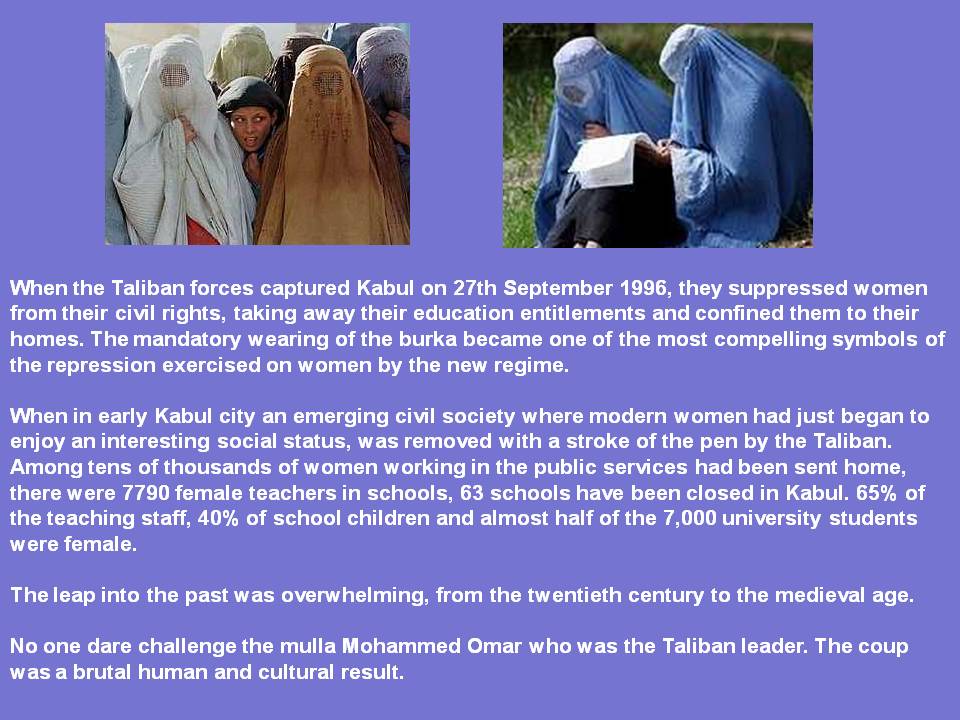 When the Taliban forces captured Kabul on 27th September 1996, they suppressed women
from their civil rights, taking away their education entitlements and confined them to their
homes. The mandatory wearing of the burka became one of the most compelling symbols of
the repression exercised on women by the new regime.
When in early Kabul city an emerging civil society where modern women had just began to
enjoy an interesting social status, was removed with a stroke of the pen by the Taliban.
Among tens of thousands of women working in the public services had been sent home,
there were 7790 female teachers in schools, 63 schools have been closed in Kabul. 65% of
the teaching staff, 40% of school children and almost half of the 7,000 university students
were female.
The leap into the past was overwhelming, from the twentieth century to the medieval age.
No one dare challenge the mulla Mohammed Omar who was the Taliban leader. The coup
was a brutal human and cultural result.